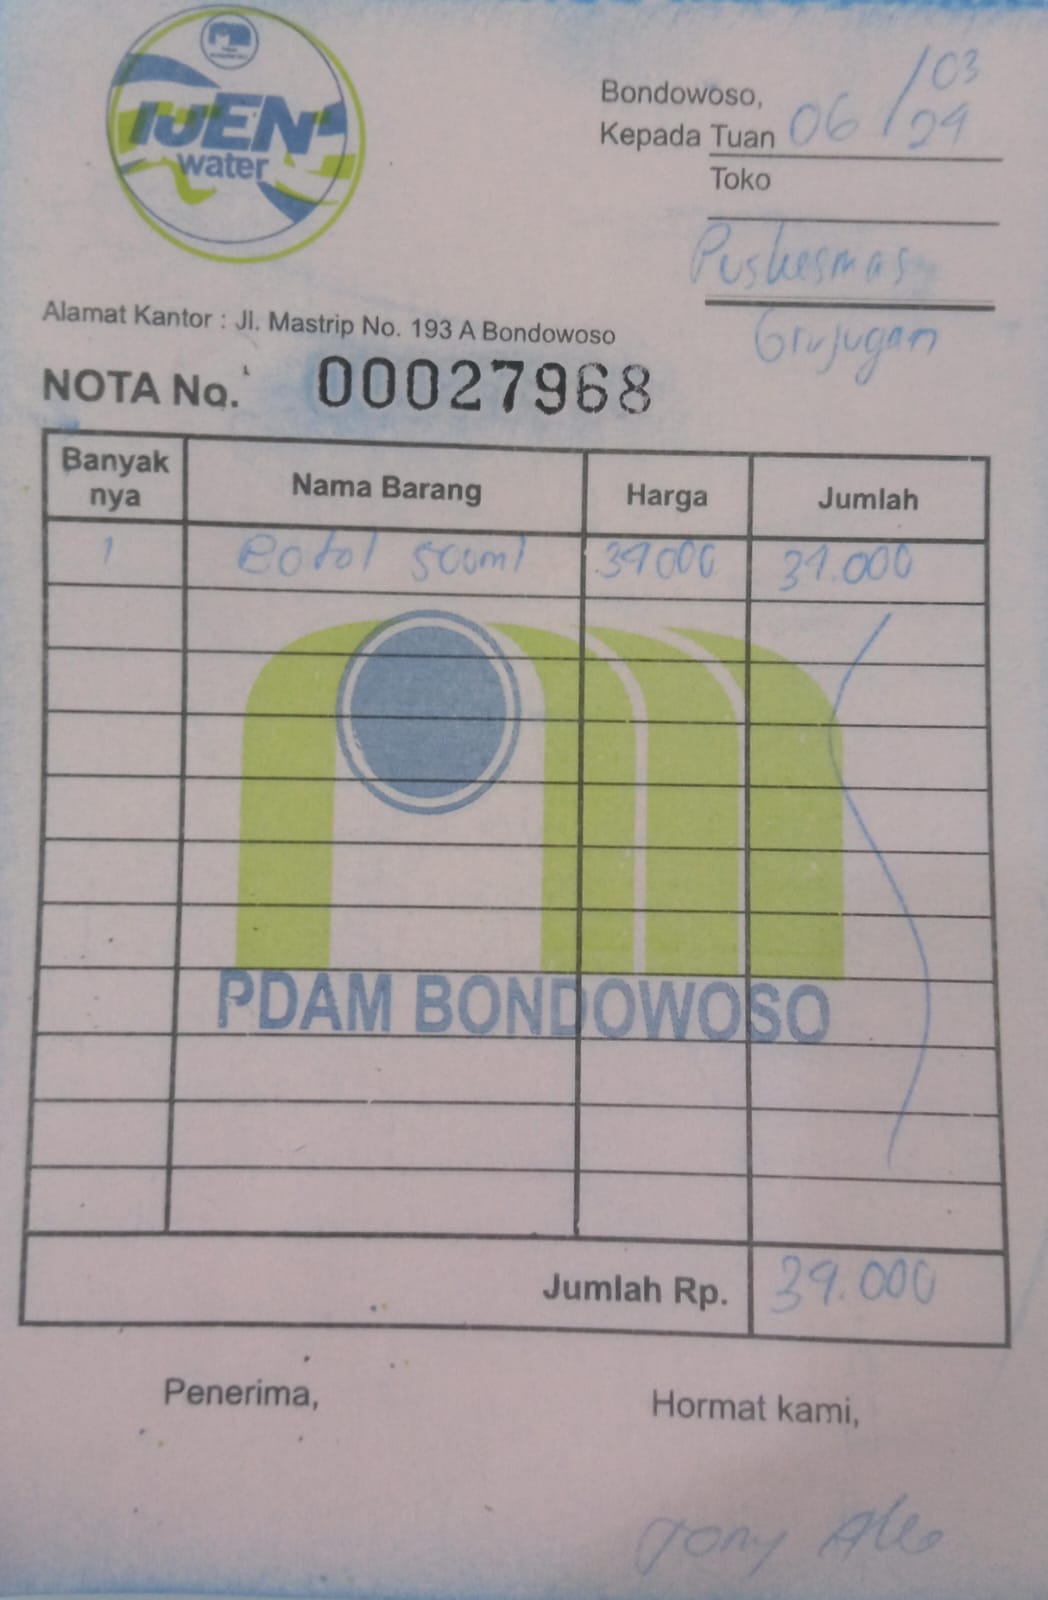 IJEN
water
Bondowoso, 06/03
Kepada Tuan 24
Toko
Puskesmas
Grujugan
Alamat Kantor : Jl. Mastrip No. 193 A Bondowoso
NOTA No. 00027968
Banyak nya Nama Barang Harga Jumlah
1 Botol 500ml 39000 39.000
PDAM BONDOWOSO
Jumlah Rp. 39.000
Penerima, Hormat kami,
Tony